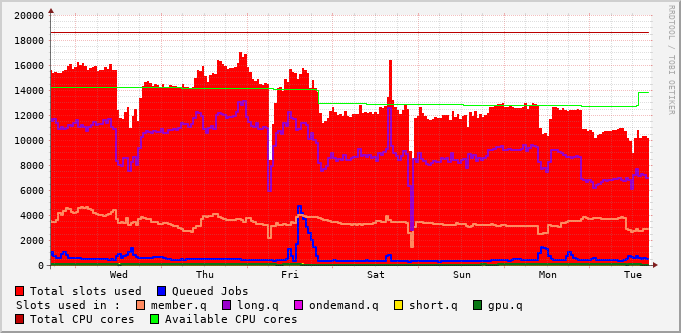 RRDTOOL / TOBI OETIKER
20000
18000
16000
14000
12000
10000
8000
6000
4000
2000
0
Wed Thu Fri Sat Sun Mon Tue
Total slots used Queued Jobs
Slots used in : member.q long.q ondemand.q short.q gpu.q
Total CPU cores Available CPU cores